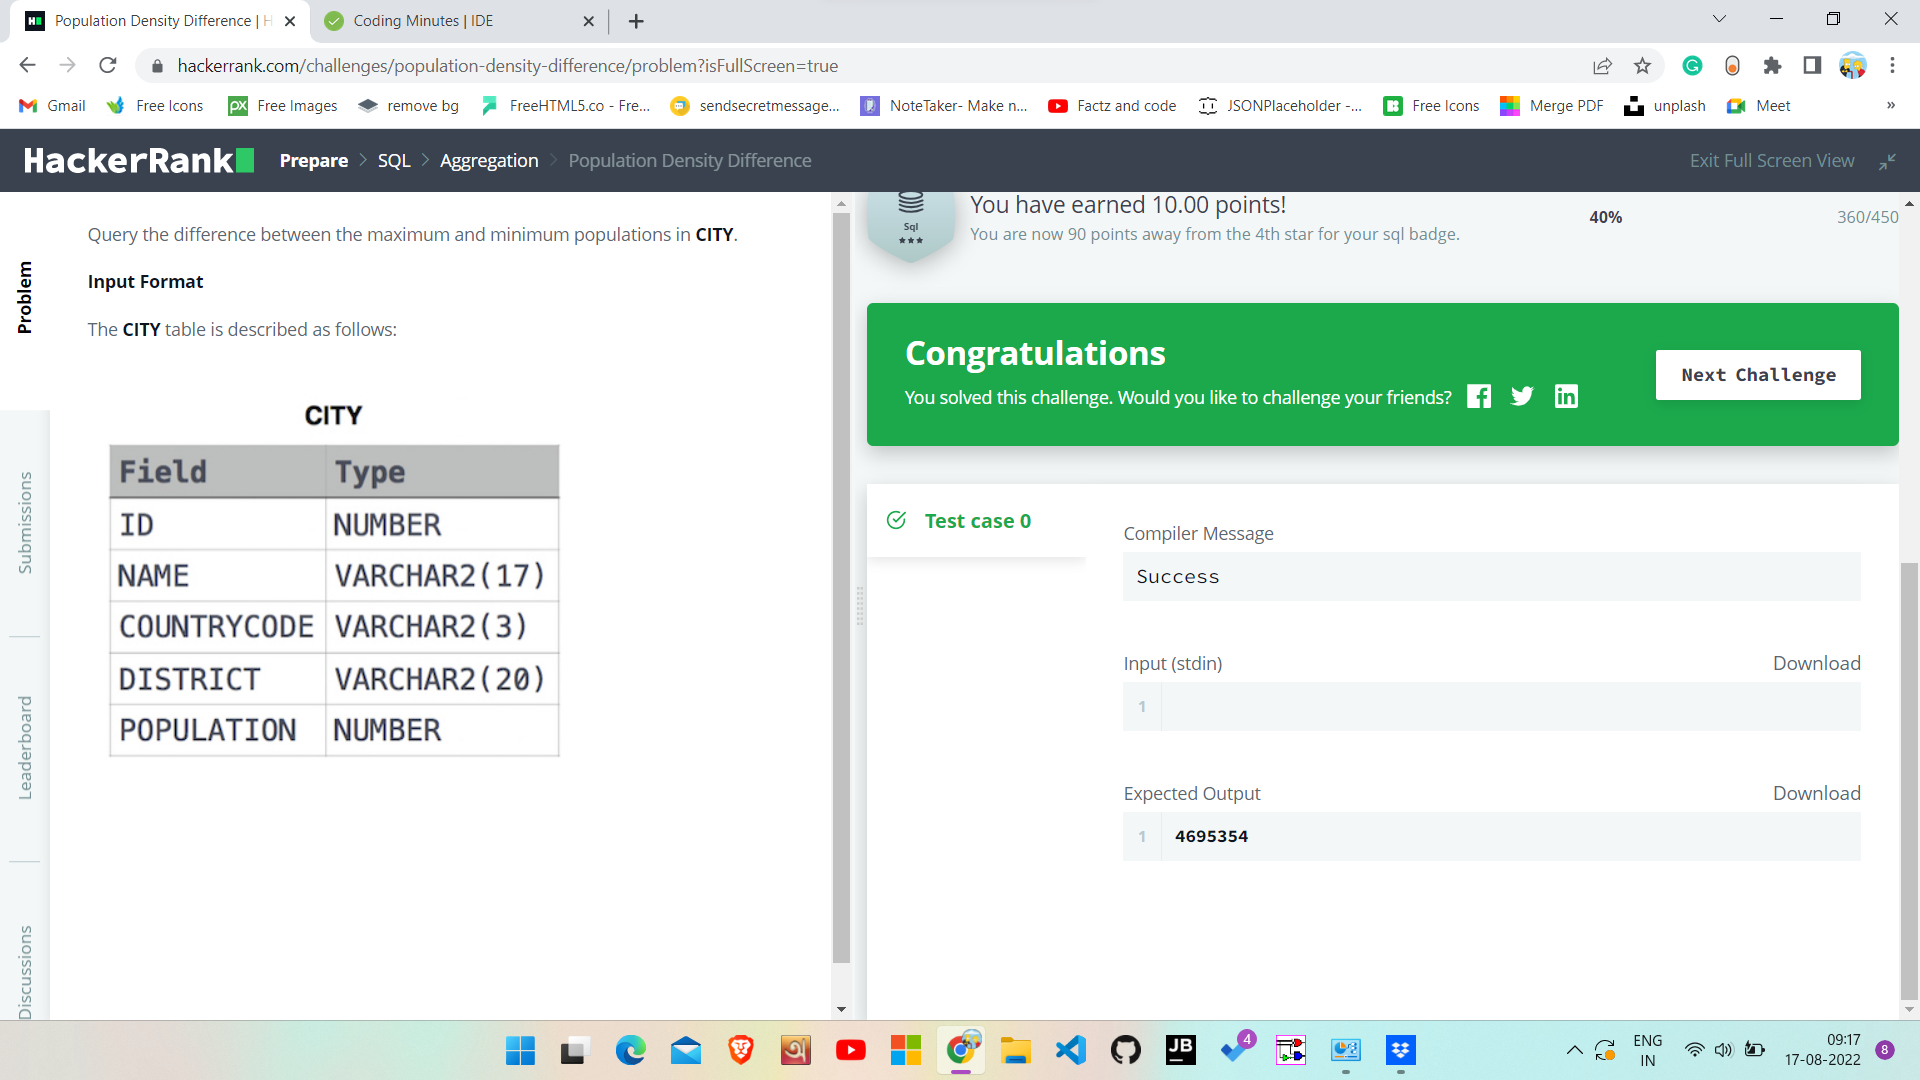 Population Density Difference | H
Coding Minutes | IDE
hackerrank.com/challenges/population-density-difference/problem?isFullScreen=true
Gmail
Free Icons
PX
Free Images
remove bg
FreeHTML5.co - Fre...
sendsecretmessage...
NoteTaker- Make n...
Factz and code
JSONPlaceholder -...
Free Icons
Merge PDF
unplash
Meet
»
HackerRank
Prepare
SQL
Aggregation
Population Density Difference
Exit Full Screen View
Problem
Submissions
Leaderboard
Discussions
Query the difference between the maximum and minimum populations in CITY.
Input Format
The CITY table is described as follows:
CITY
Field Type
ID NUMBER
NAME VARCHAR2(17)
COUNTRYCODE VARCHAR2(3)
DISTRICT VARCHAR2(20)
POPULATION NUMBER
Sql
You have earned 10.00 points!
You are now 90 points away from the 4th star for your sql badge.
40%
360/450
Congratulations
You solved this challenge. Would you like to challenge your friends?
Next Challenge
Test case 0
Compiler Message
Success
Input (stdin)
Download
1
Expected Output
Download
1 4695354
JB
4
ENG
IN
09:17
17-08-2022
8